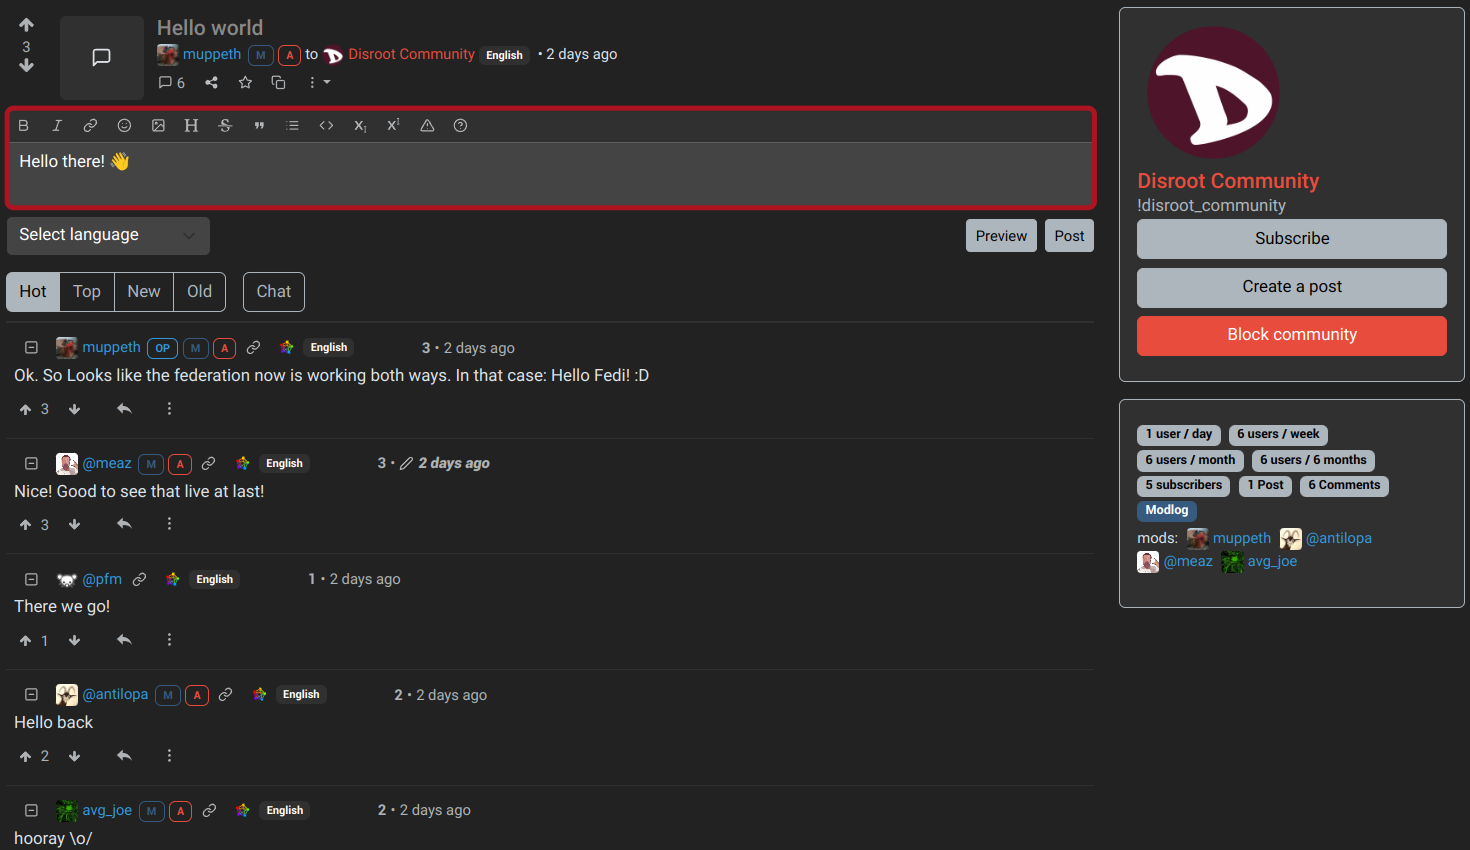 Hello world
3
muppeth M A to Disroot Community English • 2 days ago
6
B I H S <> X I X I
Hello there! 👋
Select language
Preview Post
Hot Top New Old Chat
muppeth OP M A English 3 • 2 days ago
Ok. So Looks like the federation now is working both ways. In that case: Hello Fedi! :D
3
@meaz M A English 3 • 2 days ago
Nice! Good to see that live at last!
3
@pfm English 1 • 2 days ago
There we go!
1
@antilopa M A English 2 • 2 days ago
Hello back
2
avg_joe M A English 2 • 2 days ago
hooray \o/
D
Disroot Community
!disroot_community
Subscribe
Create a post
Block community
1 user / day 6 users / week
6 users / month 6 users / 6 months
5 subscribers 1 Post 6 Comments
Modlog
mods: muppeth @antilopa
@meaz avg_joe